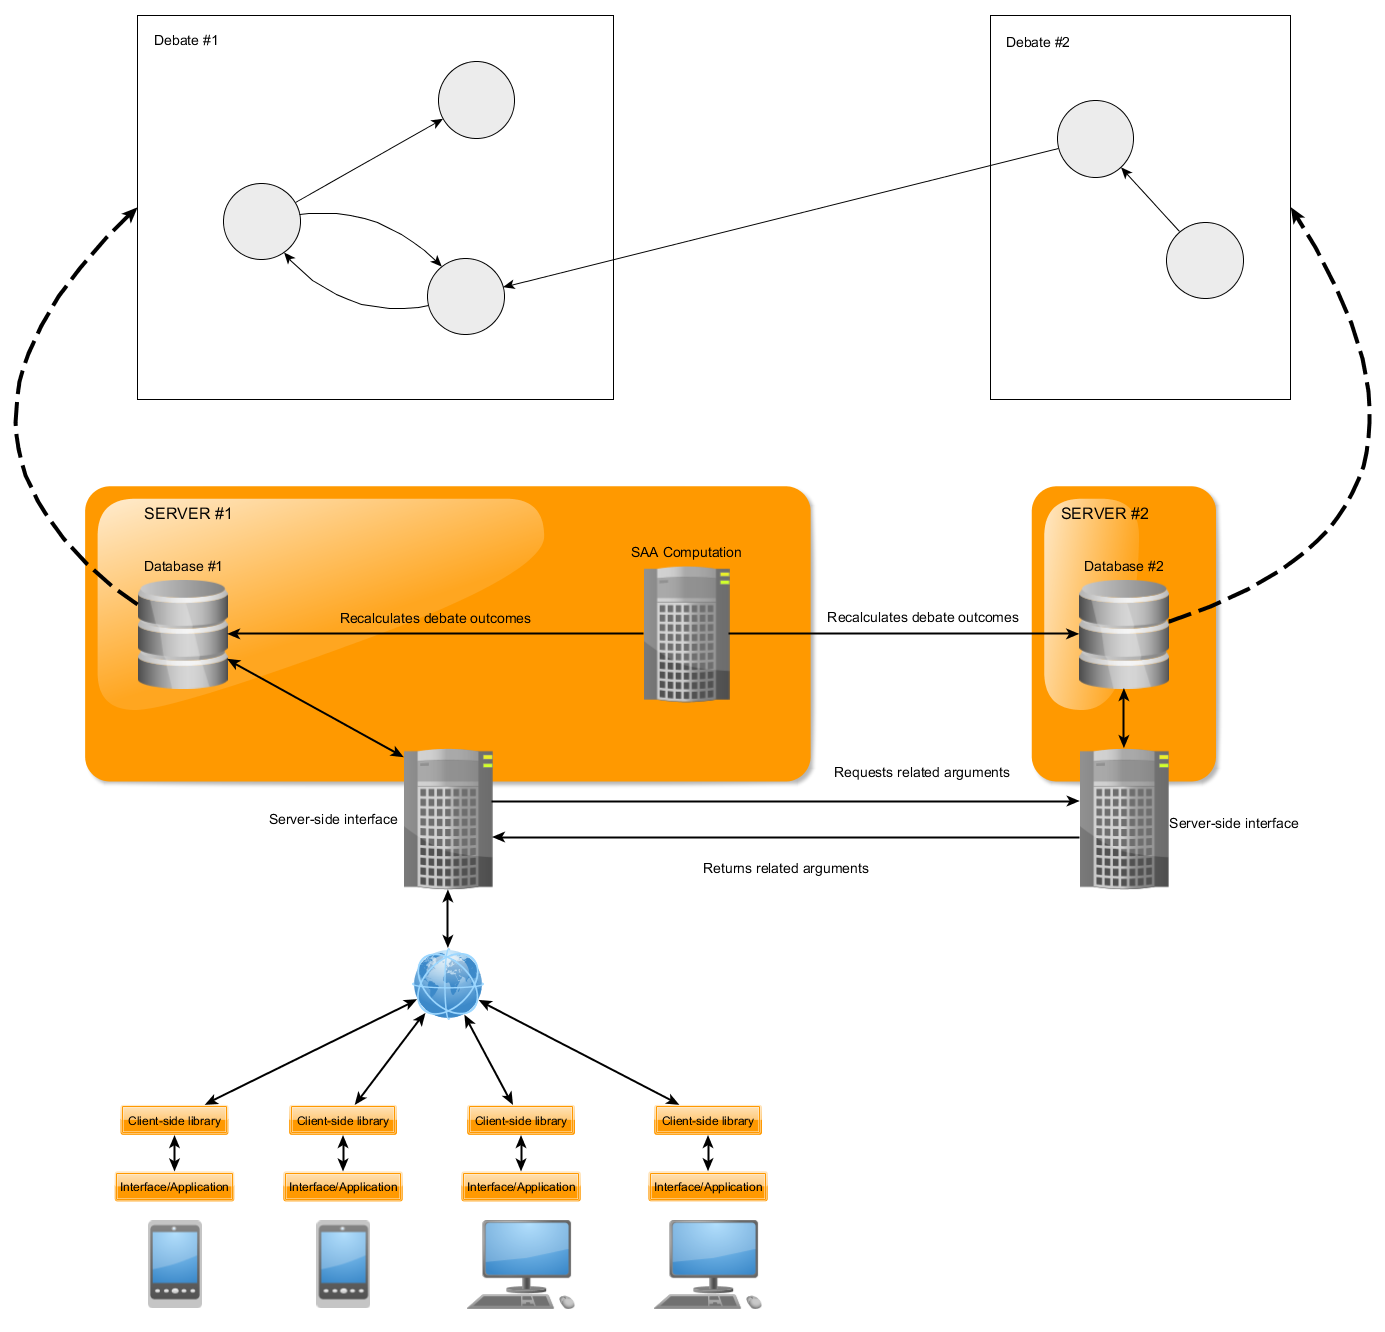 Debate #1
Debate #2
SERVER #1
SERVER #2
SAA Computation
Database #1
Database #2
Recalculates debate outcomes
Recalculates debate outcomes
Requests related arguments
Server-side interface
Server-side interface
Returns related arguments
Client-side library
Client-side library
Client-side library
Client-side library
Interface/Application
Interface/Application
Interface/Application
Interface/Application